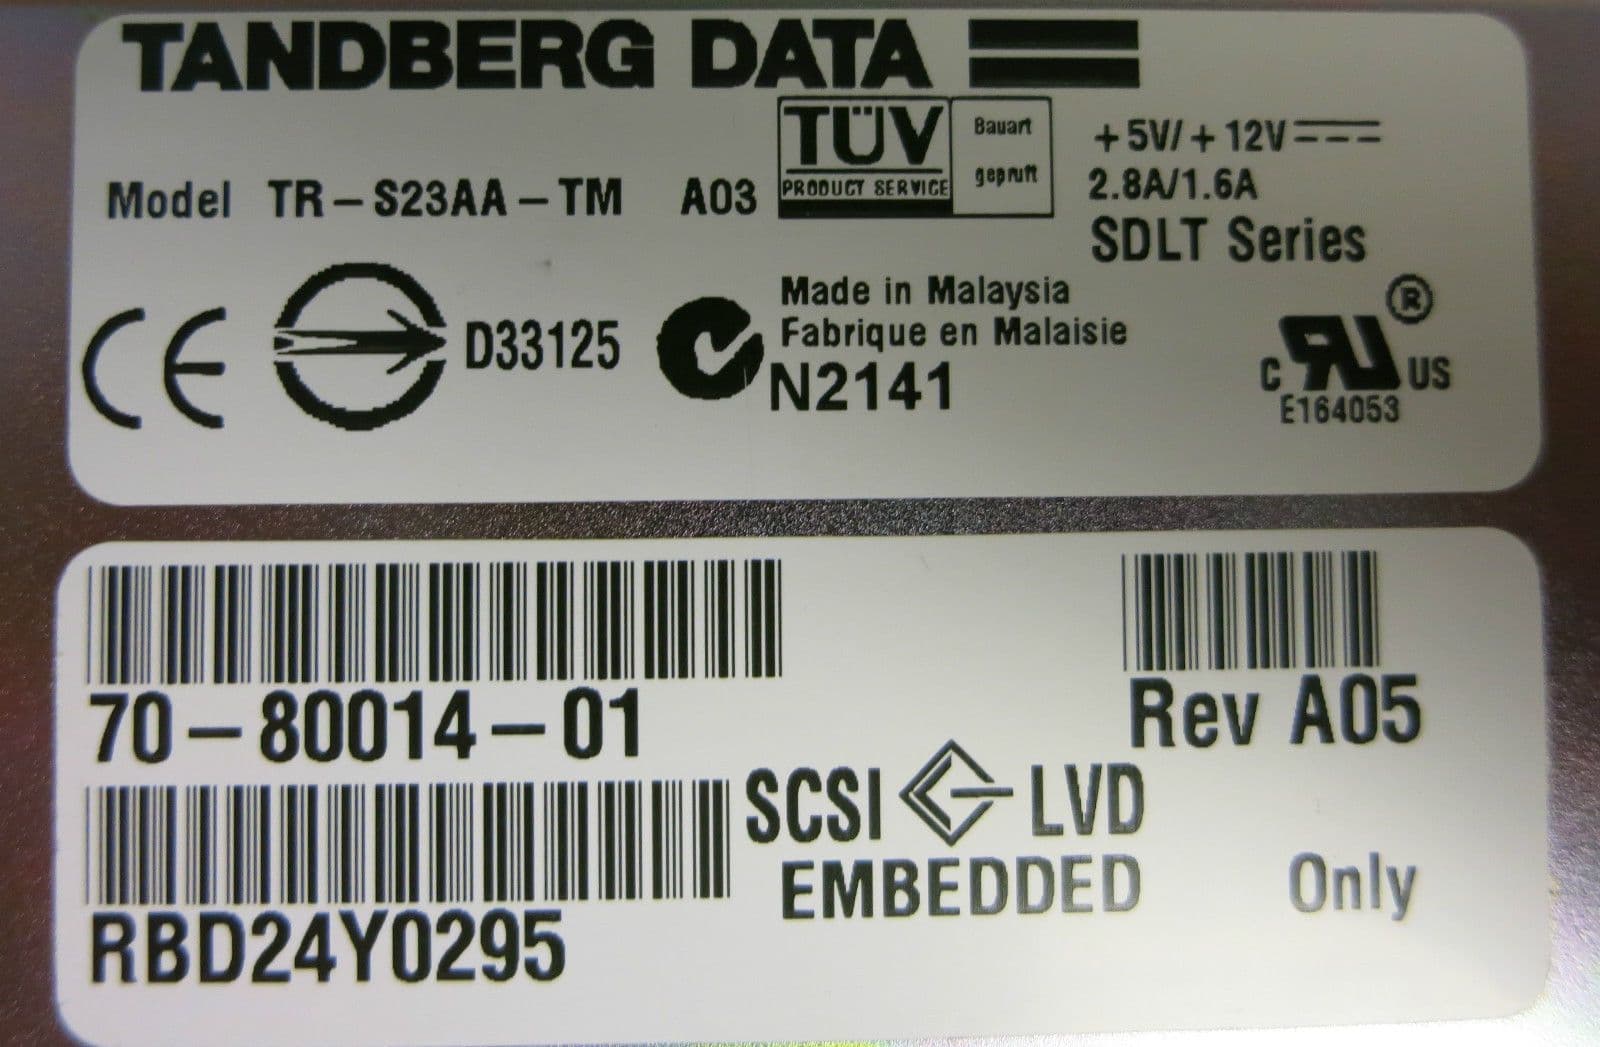 TANDBERG DATA
TÜV
PRODUCT SERVICE
Bauart
geprüft
+5V/+12V
2.8A/1.6A
Model TR-S23AA-TM A03
SDLT Series
CE
D33125
Made in Malaysia
Fabrique en Malaisie
N2141
®
c UR US
E164053
70-80014-01
Rev A05
SCSI LVD
EMBEDDED Only
RBD24Y0295